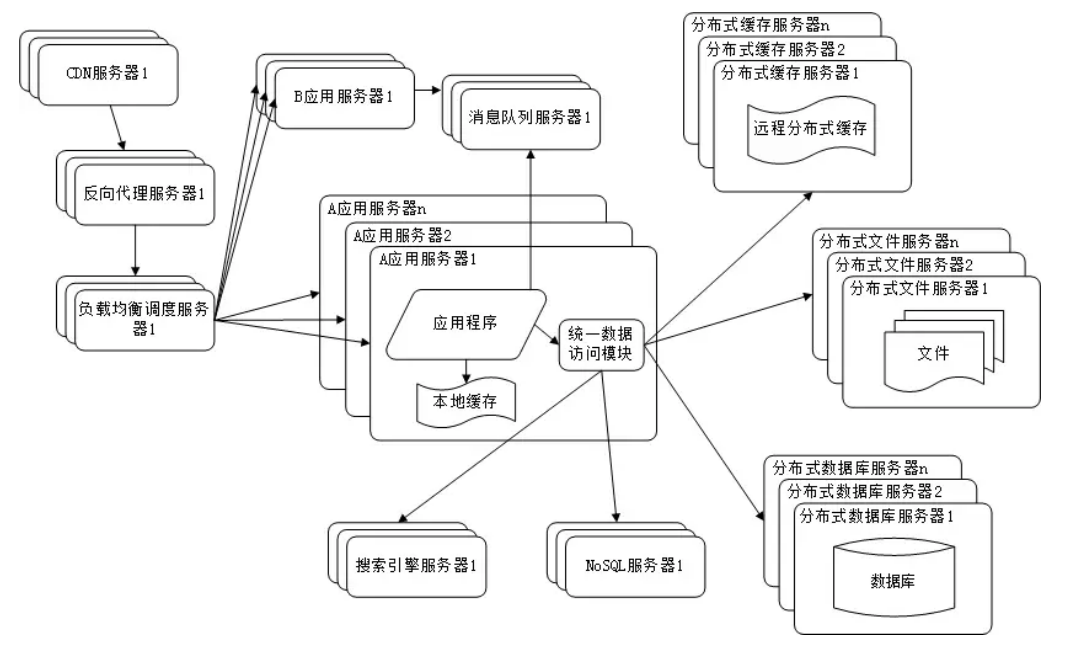 CDN服务器1
反向代理服务器1
负载均衡调度服务
器1
B应用服务器1
消息队列服务器1
A应用服务器n
A应用服务器2
A应用服务器1
应用程序
本地缓存
统一数据
访问模块
搜索引擎服务器1
NoSQL服务器1
分布式缓存服务器n
分布式缓存服务器2
分布式缓存服务器1
远程分布式缓存
分布式文件服务器n
分布式文件服务器2
分布式文件服务器1
文件
分布式数据库服务器n
分布式数据库服务器2
分布式数据库服务器1
数据库